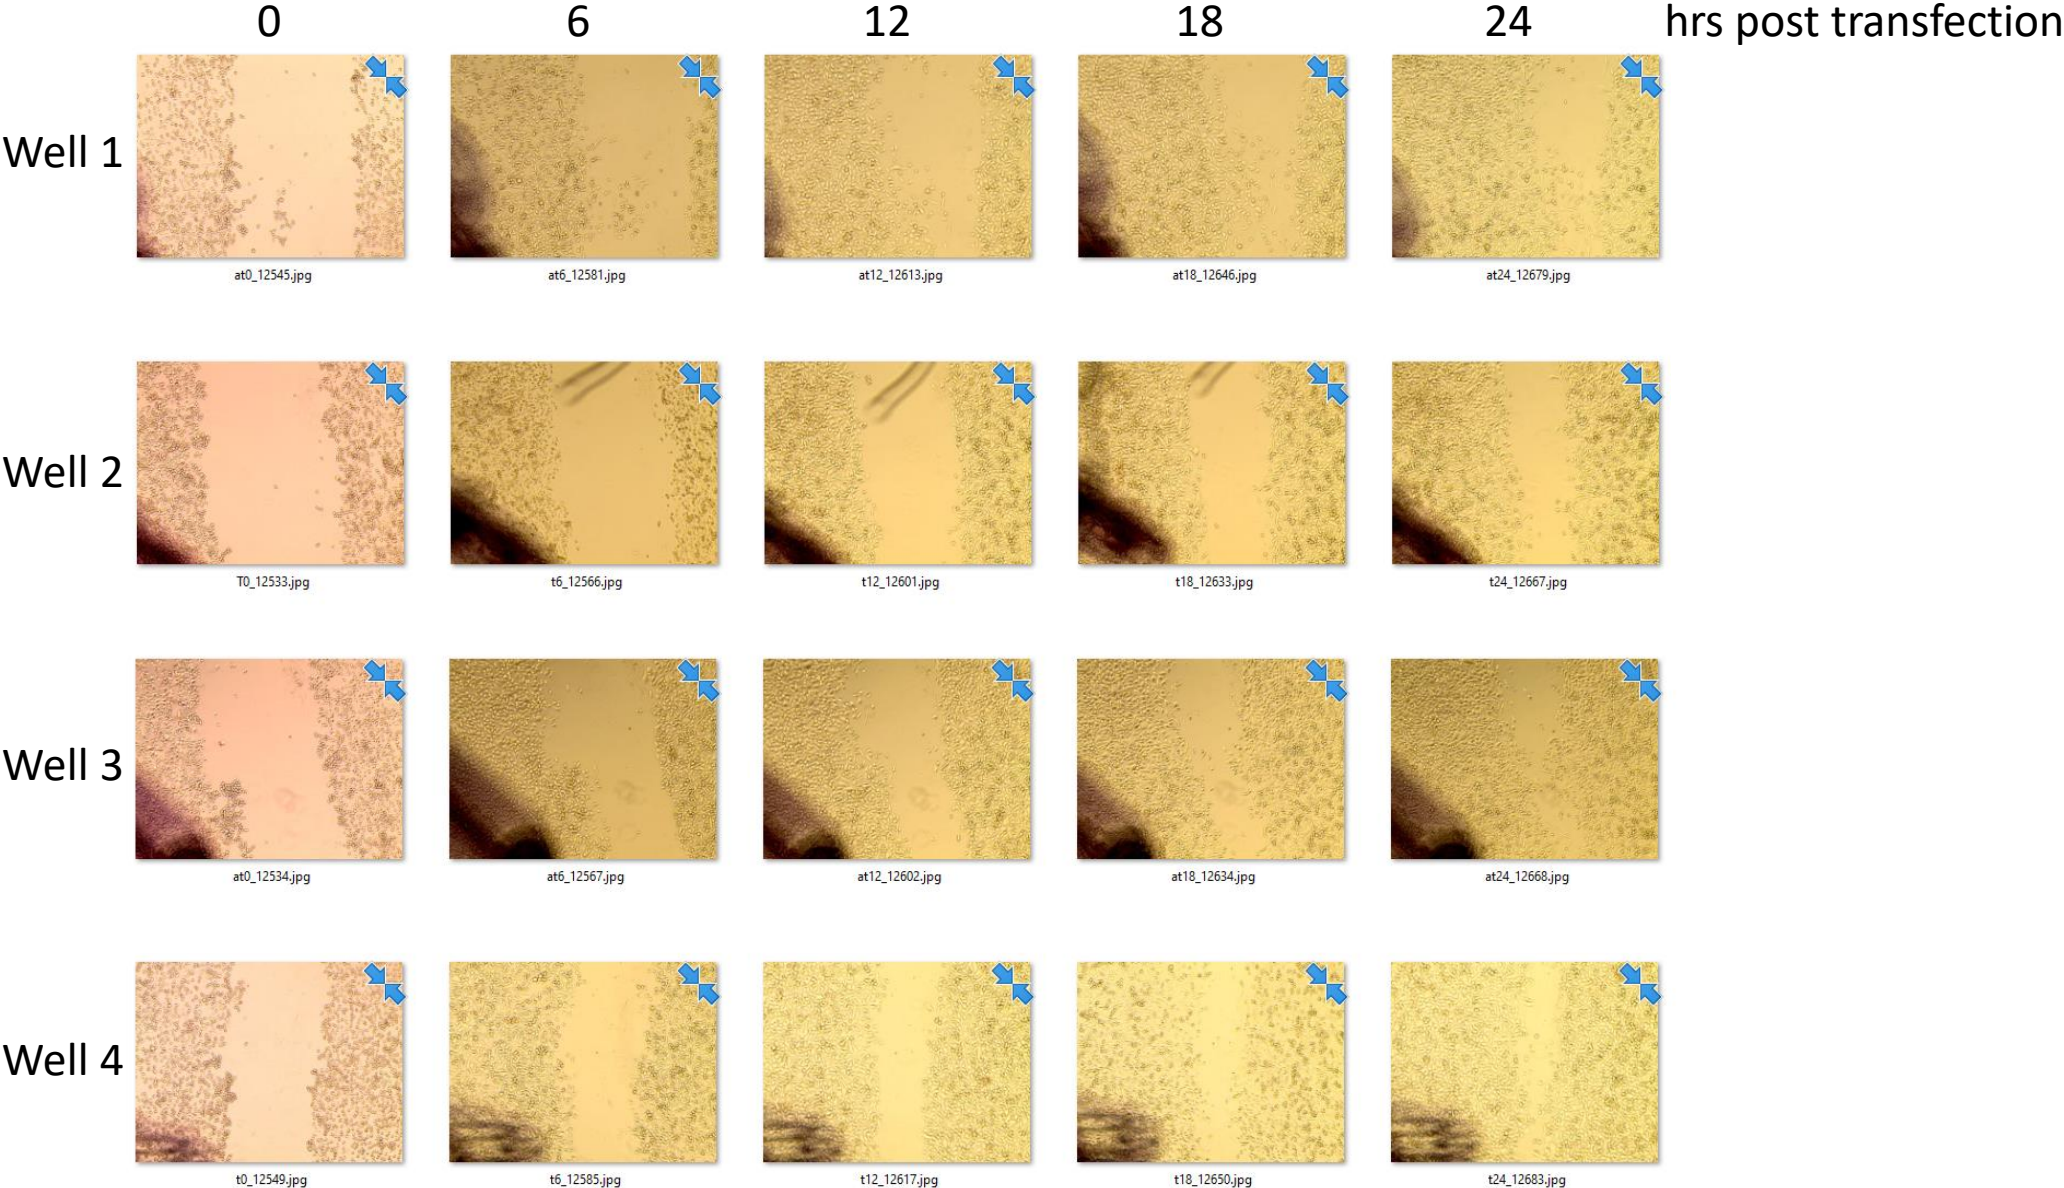 0 6 12 18 24 hrs post transfection
Well 1
at0_12545.jpg at6_12581.jpg at12_12613.jpg at18_12646.jpg at24_12679.jpg
Well 2
T0_12533.jpg t6_12566.jpg t12_12601.jpg t18_12633.jpg t24_12667.jpg
Well 3
at0_12534.jpg at6_12567.jpg at12_12602.jpg at18_12634.jpg at24_12668.jpg
Well 4
t0_12549.jpg t6_12585.jpg t12_12617.jpg t18_12650.jpg t24_12683.jpg